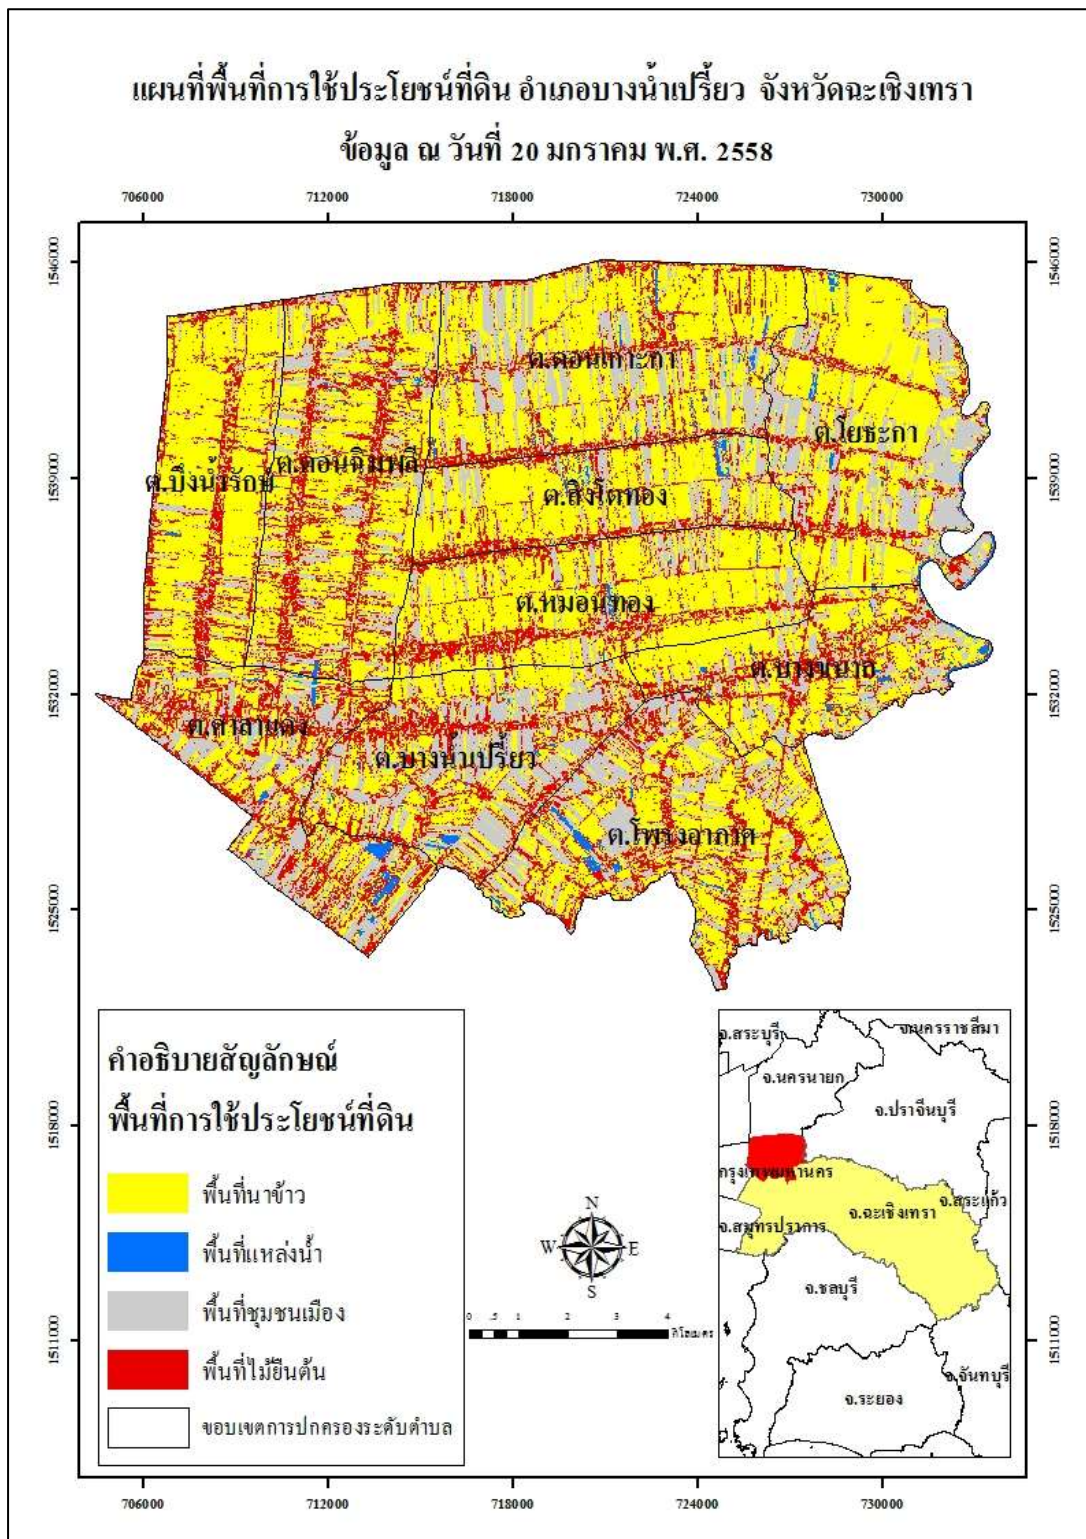 แผนที่พื้นที่การใช้ประโยชน์ที่ดิน อำเภอบางน้ำเปรี้ยว จังหวัดฉะเชิงเทรา
ข้อมูล ณ วันที่ 20 มกราคม พ.ศ. 2558
706000 712000 718000 724000 730000
1546000 1546000
ต.ดอนเกาะกา
ต.โยธะกา
ต.ดอนฉิมพลี
1539000 ต.บึงน้ำรักษ์ 1539000
ต.สิงโตทอง
ต.หมอนทอง
ต.บางขนาก
1532000 1532000
ต.ศาลาแดง
ต.บางน้ำเปรี้ยว
ต.โพรงอากาศ
1525000 1525000
คำอธิบายสัญลักษณ์
พื้นที่การใช้ประโยชน์ที่ดิน
พื้นที่นาข้าว
พื้นที่แหล่งน้ำ
พื้นที่ชุมชนเมือง
พื้นที่ไม้ยืนต้น
ขอบเขตการปกครองระดับตำบล
N
W E
S
0 .5 1 2 3 4
กิโลเมตร
จ.สระบุรี
จ.นครราชสีมา
จ.นครนายก
จ.ปราจีนบุรี
กรุงเทพมหานคร
จ.สระแก้ว
จ.ฉะเชิงเทรา
จ.สมุทรปราการ
จ.ชลบุรี
จ.จันทบุรี
จ.ระยอง
1518000 1518000
1511000 1511000
706000 712000 718000 724000 730000